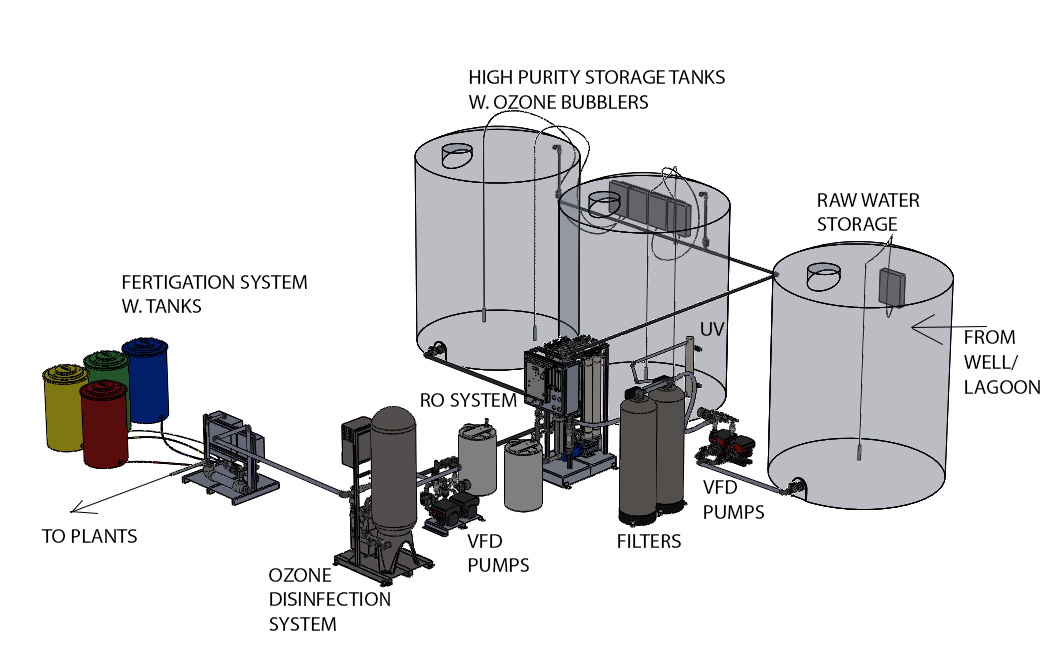 HIGH PURITY STORAGE TANKS
W. OZONE BUBBLERS
RAW WATER
STORAGE
FERTIGATION SYSTEM
W. TANKS
UV
FROM
WELL/
LAGOON
RO SYSTEM
VFD
PUMPS
TO PLANTS
VFD
PUMPS
FILTERS
OZONE
DISINFECTION
SYSTEM